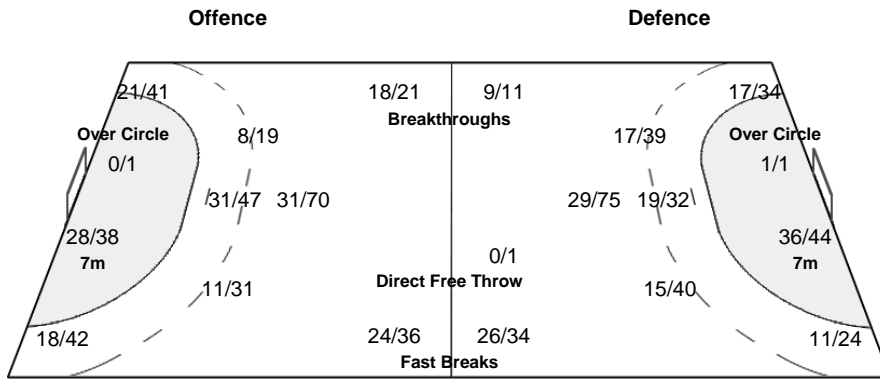 Offence Defence
21/41 18/21 9/11 17/34
Breakthroughs
Over Circle 8/19 17/39 Over Circle
0/1 1/1
31/47 31/70 29/75 19/32
28/38 36/44
0/1
7m 7m
Direct Free Throw
11/31 15/40
18/42 24/36 26/34 11/24
Fast Breaks